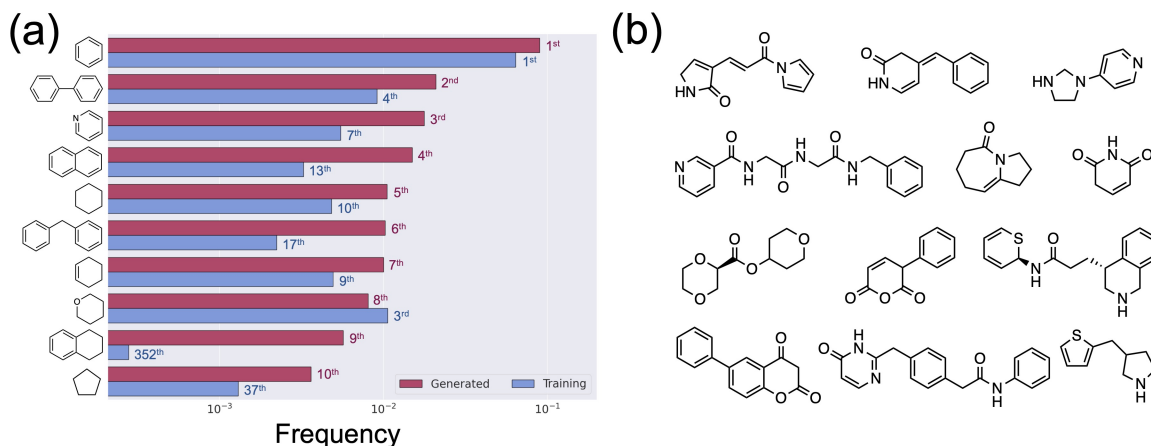 (a)
1st
1st
2nd
4th
N
3rd
7th
4th
13th
5th
10th
6th
17th
7th
9th
O
8th
3rd
9th
352th
10th
37th
Generated Training
10-3 10-2 10-1
Frequency
(b)
O
N
HN
O
O
HN
N
HN
N
O
N
H
O
N
O
N
H
N
H
O
O
N
H
N
O
O
O
O
O
O
O
O
O
O
S
N
H
O
NH
O
O
O
H
N
O
N
O
N
H
S
N
H